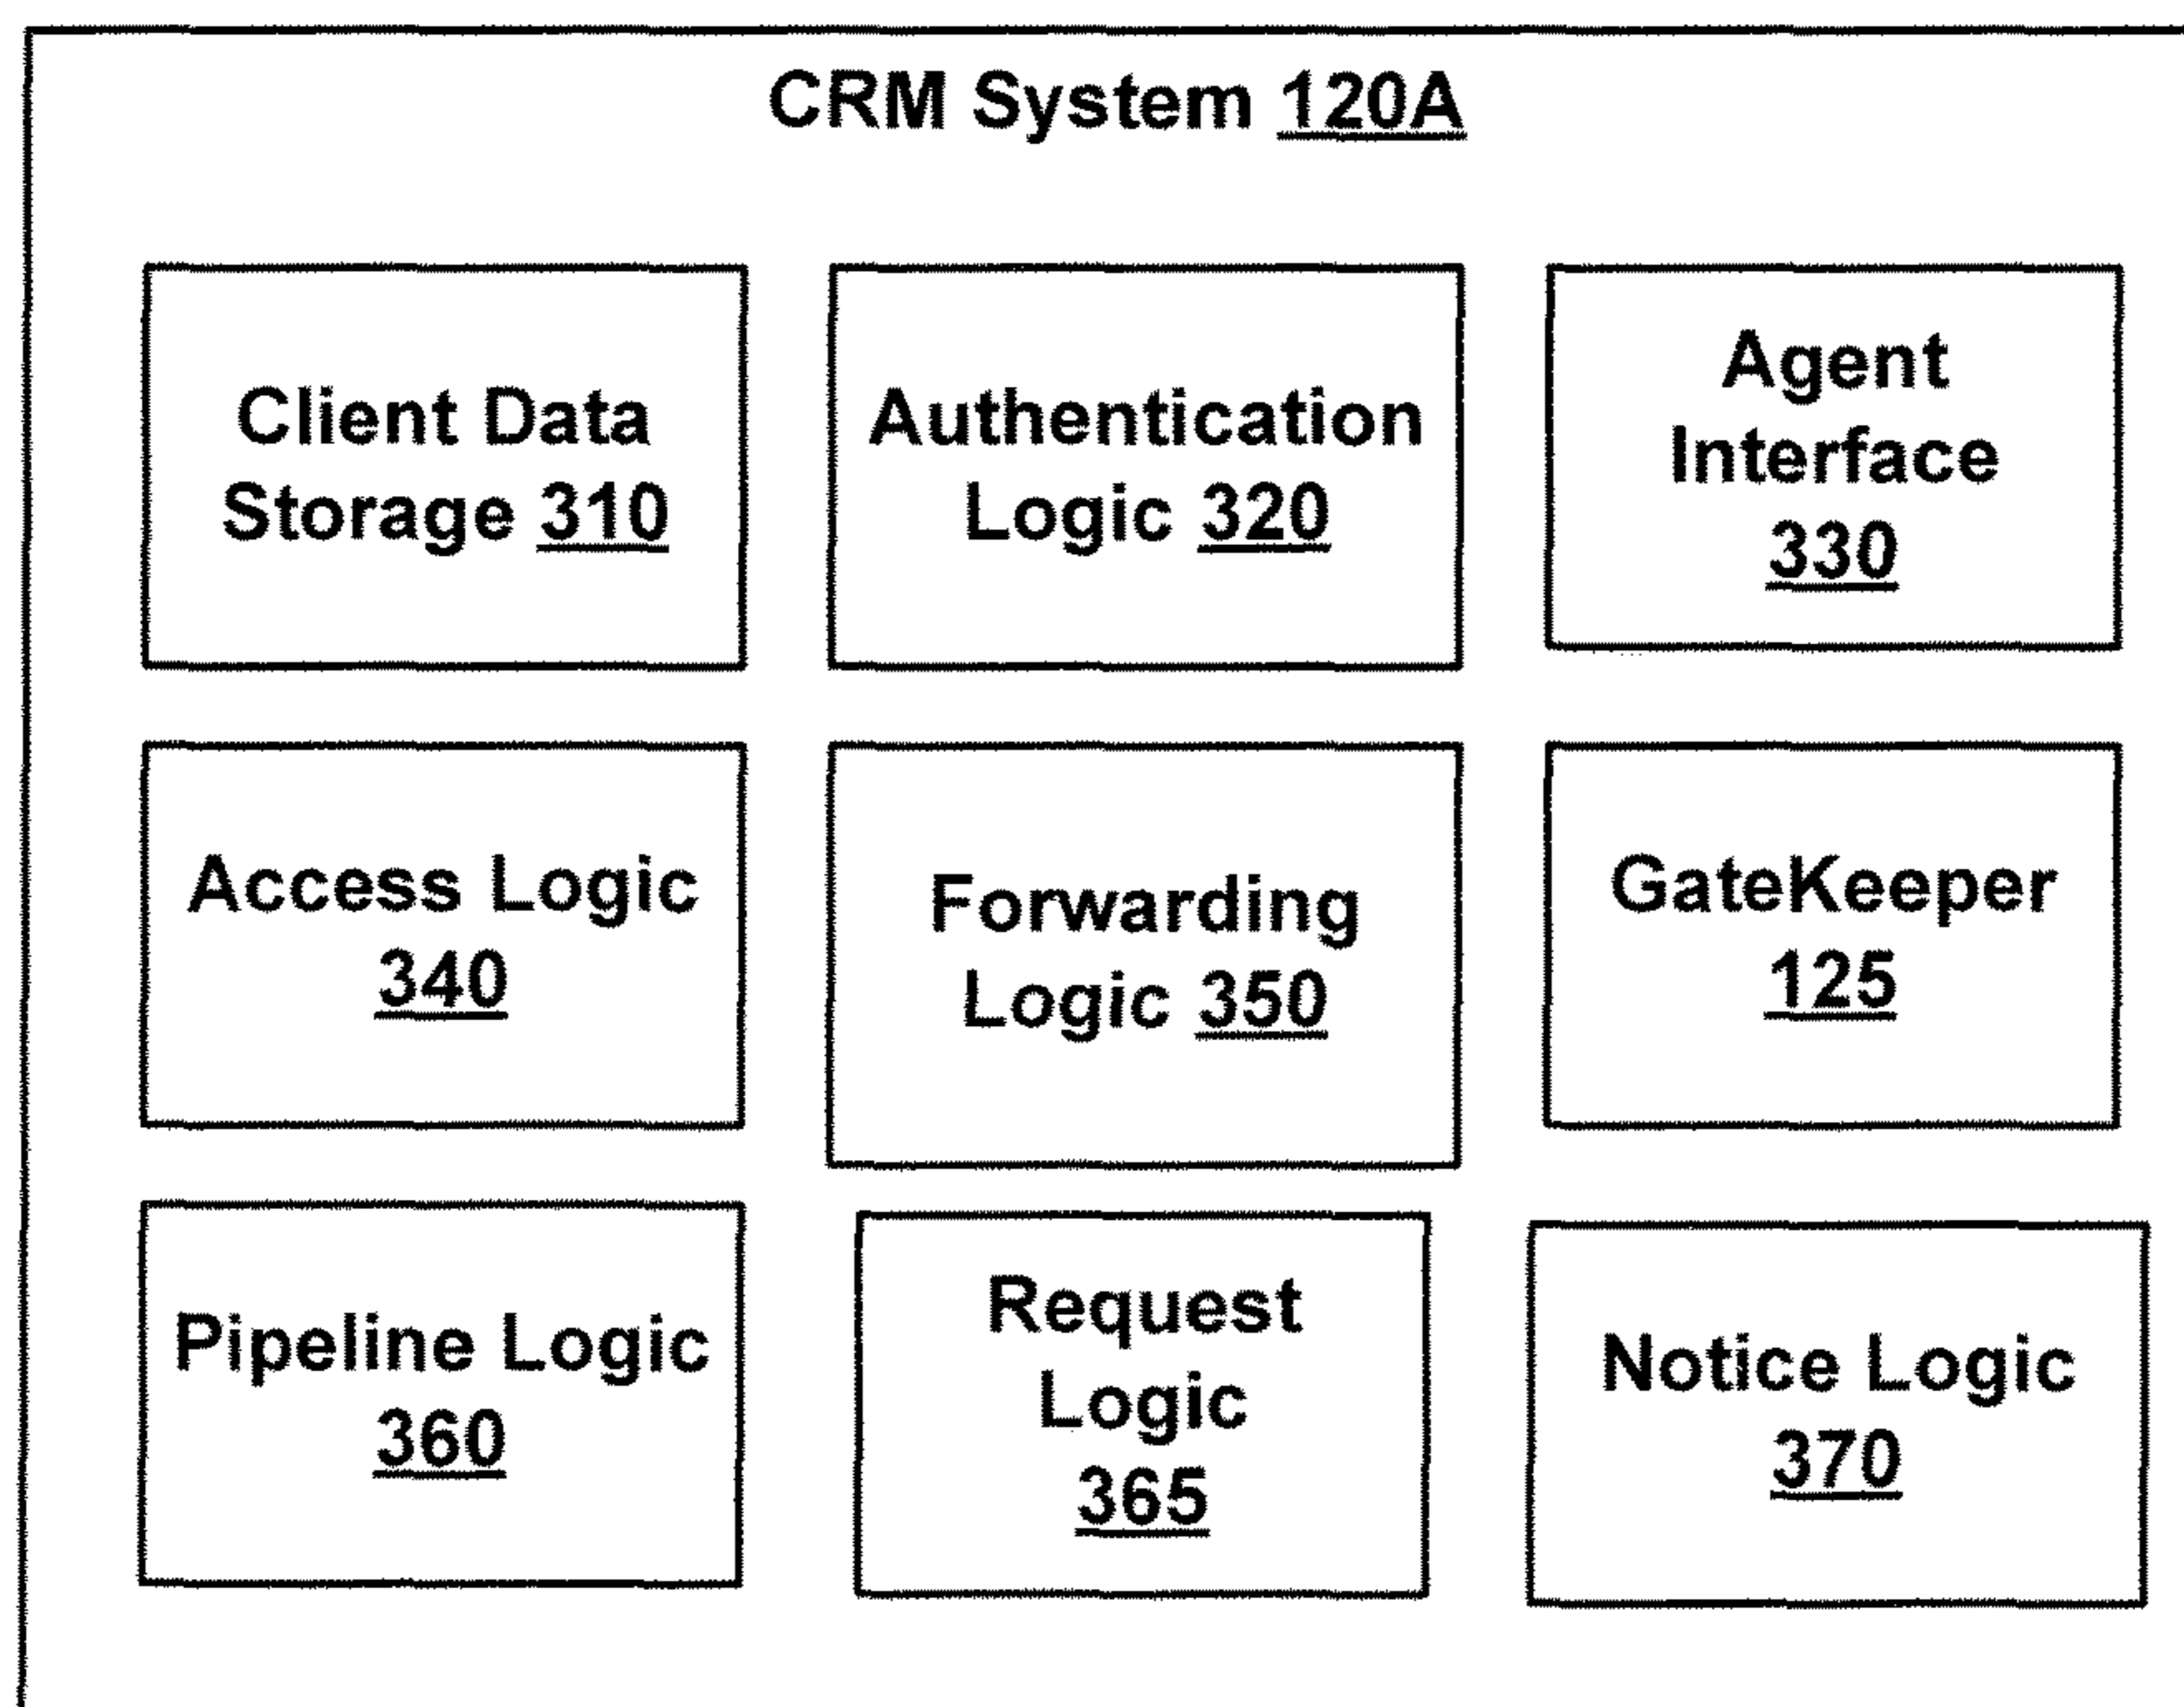 CRM System 120A
Client Data
Storage 310
Authentication
Logic 320
Agent
Interface
330
Access Logic
340
Forwarding
Logic 350
GateKeeper
125
Pipeline Logic
360
Request
Logic
365
Notice Logic
370